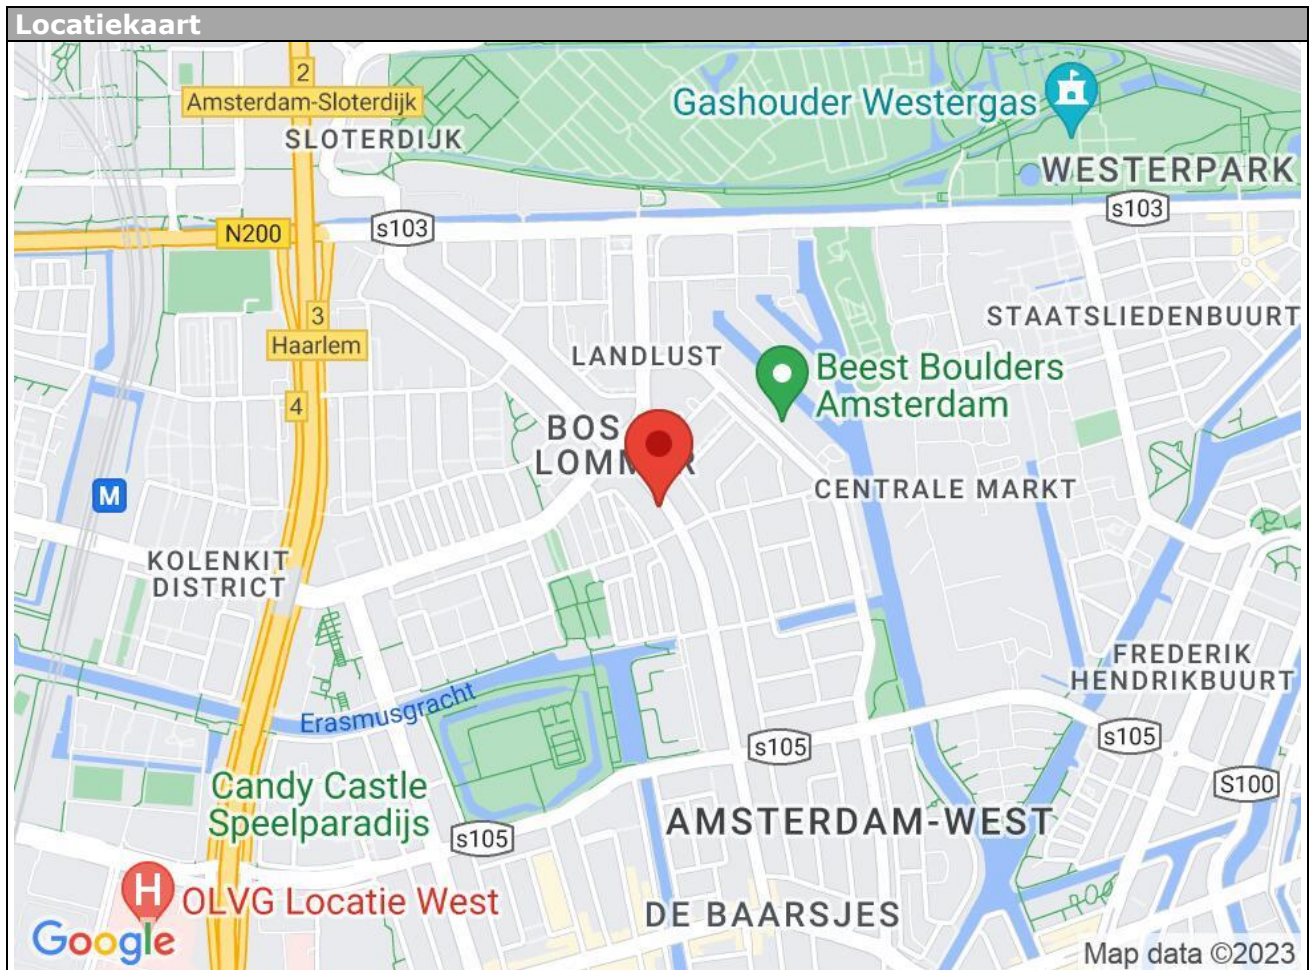 Locatiekaart
2
Amsterdam-Sloterdijk
SLOTERDIJK
Gashouder Westergas
WESTERPARK
s103
s103
N200
3
Haarlem
4
STAATSLIEDENBUURT
LANDLUST
Beest Boulders
Amsterdam
BOS
LOMMER
M
CENTRALE MARKT
KOLENKIT
DISTRICT
FREDERIK
HENDRIKBUURT
Erasmusgracht
s105
s105
S100
Candy Castle
Speelparadijs
s105
AMSTERDAM-WEST
H
OLVG Locatie West
DE BAARSJES
Google
Map data ©2023